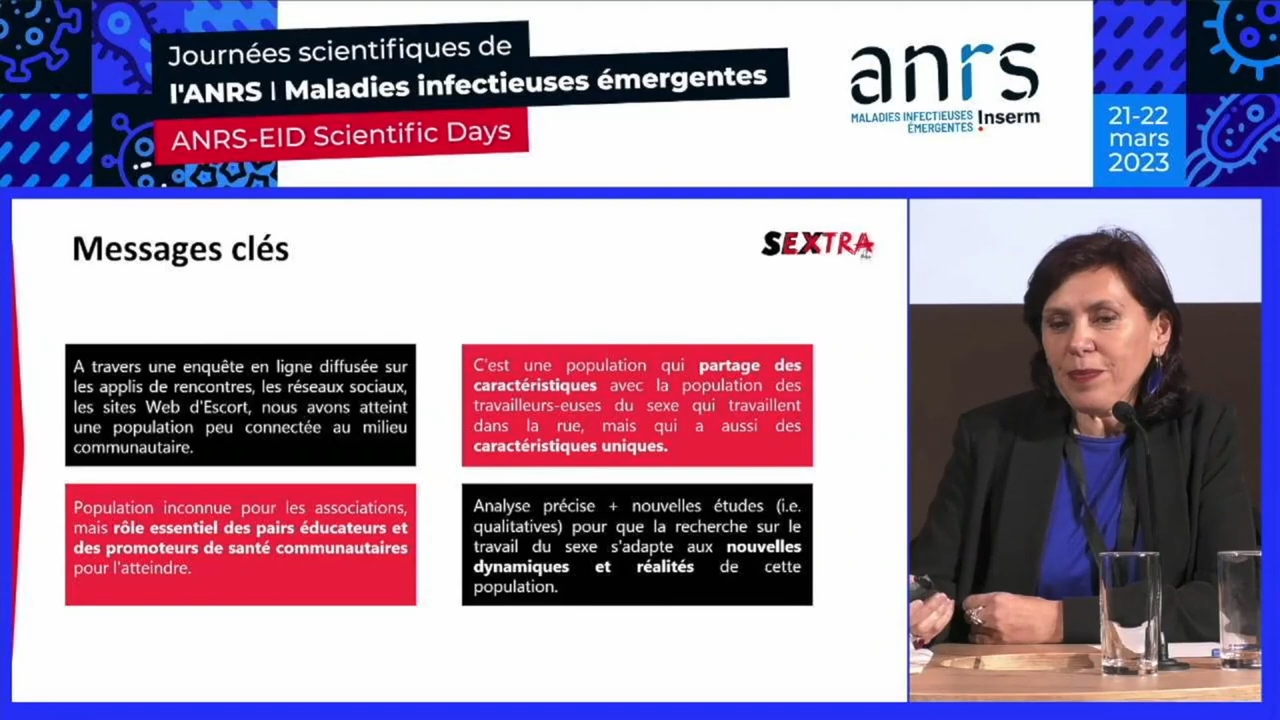 Journées scientifiques de
l'ANRS | Maladies infectieuses émergentes
ANRS-EID Scientific Days
anrs
MALADIES INFECTIEUSES
ÉMERGENTES
Inserm
21-22
mars
2023
Messages clés
SEXTRA
A travers une enquête en ligne diffusée sur
les applis de rencontres, les réseaux sociaux,
les sites Web d'Escort, nous avons atteint
une population peu connectée au milieu
communautaire.
C'est une population qui partage des
caractéristiques avec la population des
travailleurs-euses du sexe qui travaillent
dans la rue, mais qui a aussi des
caractéristiques uniques.
Population inconnue pour les associations,
mais rôle essentiel des pairs éducateurs et
des promoteurs de santé communautaires
pour l'atteindre.
Analyse précise + nouvelles études (i.e.
qualitatives) pour que la recherche sur le
travail du sexe s'adapte aux nouvelles
dynamiques et réalités de cette
population.